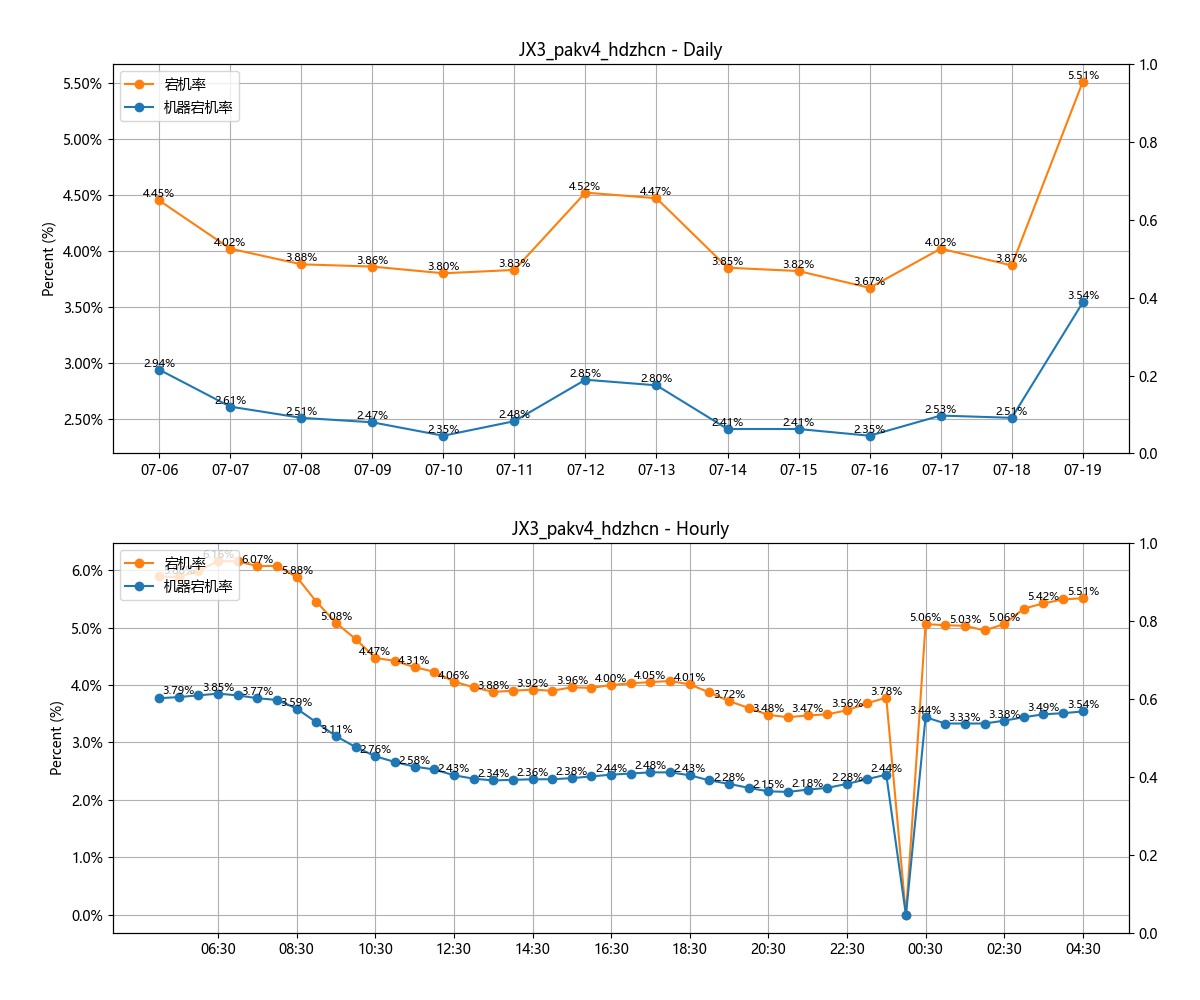 JX3_pakv4_hdzhcn - Daily
宕机率
机器宕机率
Percent (%)
5.50%
5.00%
4.50%
4.00%
3.50%
3.00%
2.50%
1.0
0.8
0.6
0.4
0.2
0.0
4.45% 4.02% 3.88% 3.86% 3.80% 3.83% 4.52% 4.47% 3.85% 3.82% 3.67% 4.02% 3.87% 5.51%
2.94% 2.61% 2.51% 2.47% 2.35% 2.48% 2.85% 2.80% 2.41% 2.41% 2.35% 2.53% 2.51% 3.54%
07-06 07-07 07-08 07-09 07-10 07-11 07-12 07-13 07-14 07-15 07-16 07-17 07-18 07-19
JX3_pakv4_hdzhcn - Hourly
宕机率
机器宕机率
Percent (%)
6.0%
5.0%
4.0%
3.0%
2.0%
1.0%
0.0%
1.0
0.8
0.6
0.4
0.2
0.0
6.16% 6.07% 5.88% 5.08% 4.47% 4.31% 4.06% 3.88% 3.92% 3.96% 4.00% 4.05% 4.01% 3.72% 3.48% 3.47% 3.56% 3.78% 5.06% 5.03% 5.06% 5.42% 5.51%
3.79% 3.85% 3.77% 3.59% 3.11% 2.76% 2.58% 2.43% 2.34% 2.36% 2.38% 2.44% 2.48% 2.43% 2.28% 2.15% 2.18% 2.28% 2.44% 3.44% 3.33% 3.38% 3.49% 3.54%
06:30 08:30 10:30 12:30 14:30 16:30 18:30 20:30 22:30 00:30 02:30 04:30